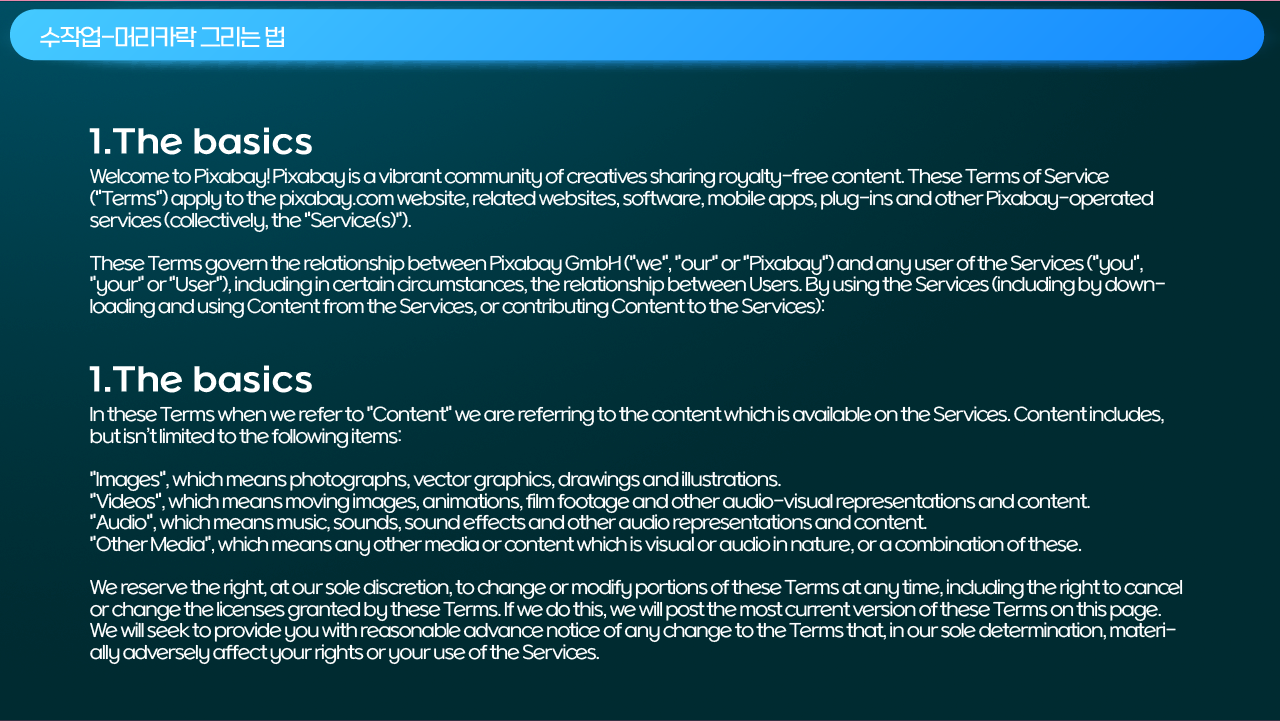 수작업-머리카락 그리는 법
1.The basics
Welcome to Pixabay! Pixabay is a vibrant community of creatives sharing royalty-free content. These Terms of Service
("Terms") apply to the pixabay.com website, related websites, software, mobile apps, plug-ins and other Pixabay-operated
services (collectively, the "Service(s)").
These Terms govern the relationship between Pixabay GmbH ("we", "our" or "Pixabay") and any user of the Services ("you",
"your" or "User"), including in certain circumstances, the relationship between Users. By using the Services (including by down-
loading and using Content from the Services, or contributing Content to the Services):
1.The basics
In these Terms when we refer to "Content" we are referring to the content which is available on the Services. Content includes,
but isn't limited to the following items:
"Images", which means photographs, vector graphics, drawings and illustrations.
"Videos", which means moving images, animations, film footage and other audio-visual representations and content.
"Audio", which means music, sounds, sound effects and other audio representations and content.
"Other Media", which means any other media or content which is visual or audio in nature, or a combination of these.
We reserve the right, at our sole discretion, to change or modify portions of these Terms at any time, including the right to cancel
or change the licenses granted by these Terms. If we do this, we will post the most current version of these Terms on this page.
We will seek to provide you with reasonable advance notice of any change to the Terms that, in our sole determination, materi-
ally adversely affect your rights or your use of the Services.